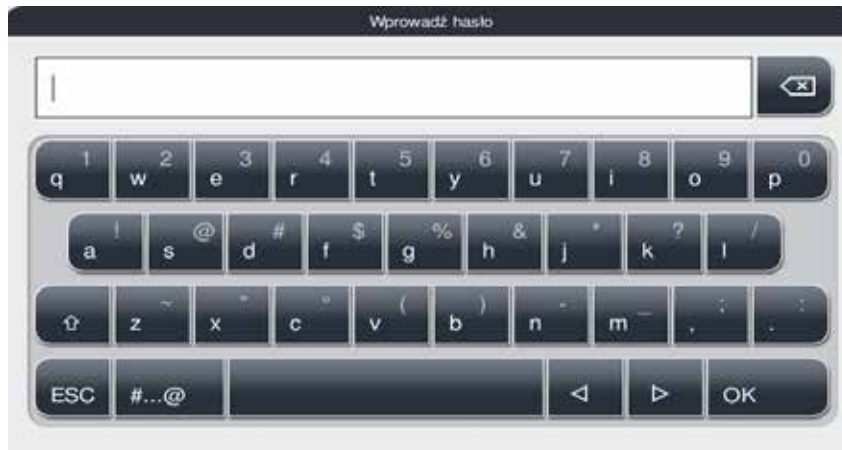 Wprowadź hasło
1 2 3 4 5 6 7 8 9 0
q w e r t y u i o p
! @ # $ % & * ? /
a s d f g h j k l
~ " ° ( ) - _ ; :
z x c v b n m , .
ESC #...@ OK